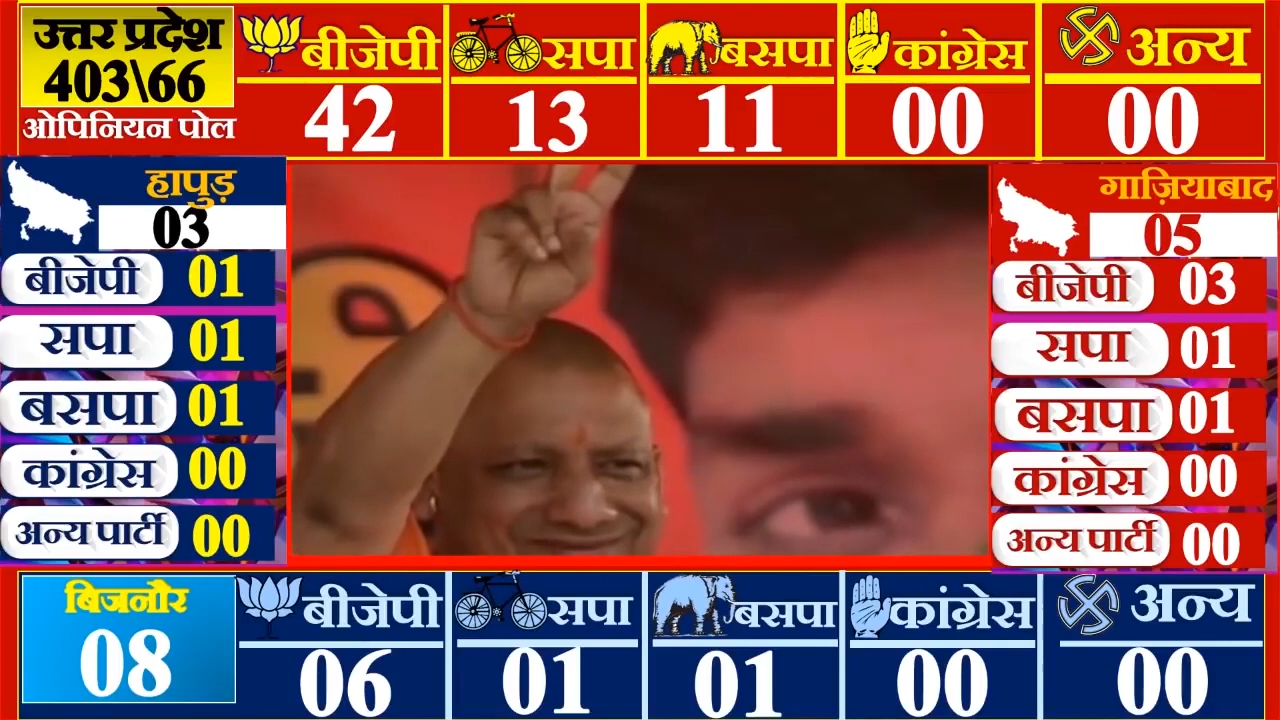 उत्तर प्रदेश
403\66
ओपिनियन पोल
बीजेपी
42
सपा
13
बसपा
11
कांग्रेस
00
अन्य
00
हापुड़
03
बीजेपी 01
सपा 01
बसपा 01
कांग्रेस 00
अन्य पार्टी 00
गाज़ियाबाद
05
बीजेपी 03
सपा 01
बसपा 01
कांग्रेस 00
अन्य पार्टी 00
बिजनौर
08
बीजेपी
06
सपा
01
बसपा
01
कांग्रेस
00
अन्य
00